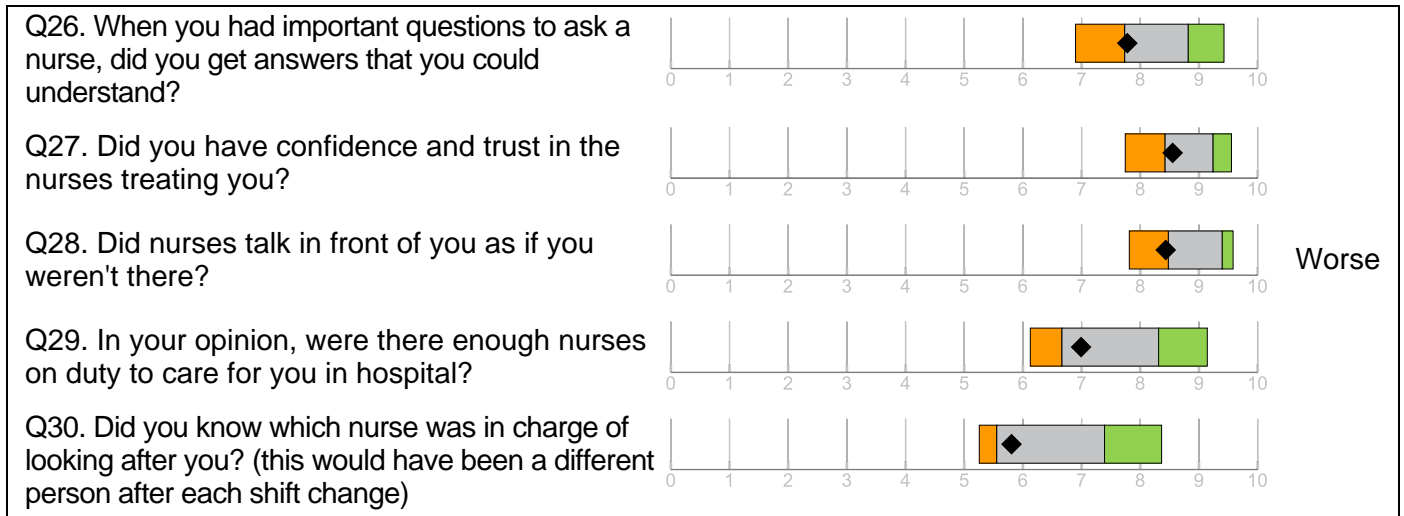 Q26. When you had important questions to ask a
nurse, did you get answers that you could
understand?
0 1 2 3 4 5 6 7 8 9 10
Q27. Did you have confidence and trust in the
nurses treating you?
0 1 2 3 4 5 6 7 8 9 10
Q28. Did nurses talk in front of you as if you
weren't there?
0 1 2 3 4 5 6 7 8 9 10
Worse
Q29. In your opinion, were there enough nurses
on duty to care for you in hospital?
0 1 2 3 4 5 6 7 8 9 10
Q30. Did you know which nurse was in charge of
looking after you? (this would have been a different
person after each shift change)
0 1 2 3 4 5 6 7 8 9 10